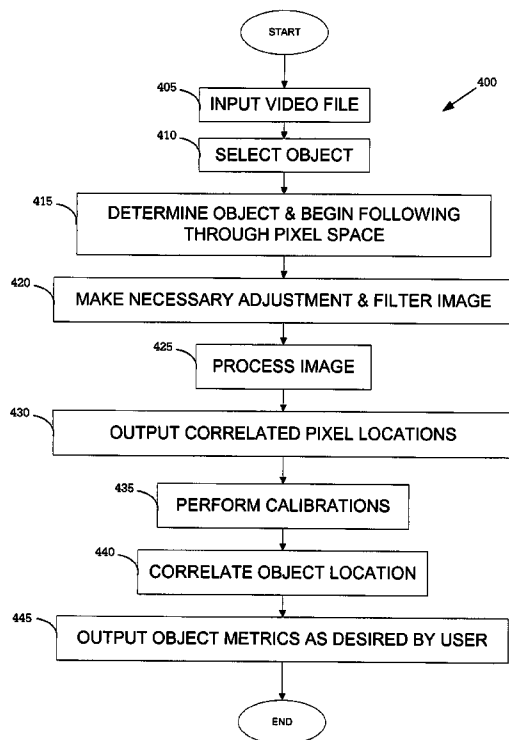 START
400
405
INPUT VIDEO FILE
410
SELECT OBJECT
415
DETERMINE OBJECT & BEGIN FOLLOWING
THROUGH PIXEL SPACE
420
MAKE NECESSARY ADJUSTMENT & FILTER IMAGE
425
PROCESS IMAGE
430
OUTPUT CORRELATED PIXEL LOCATIONS
435
PERFORM CALIBRATIONS
440
CORRELATE OBJECT LOCATION
445
OUTPUT OBJECT METRICS AS DESIRED BY USER
END